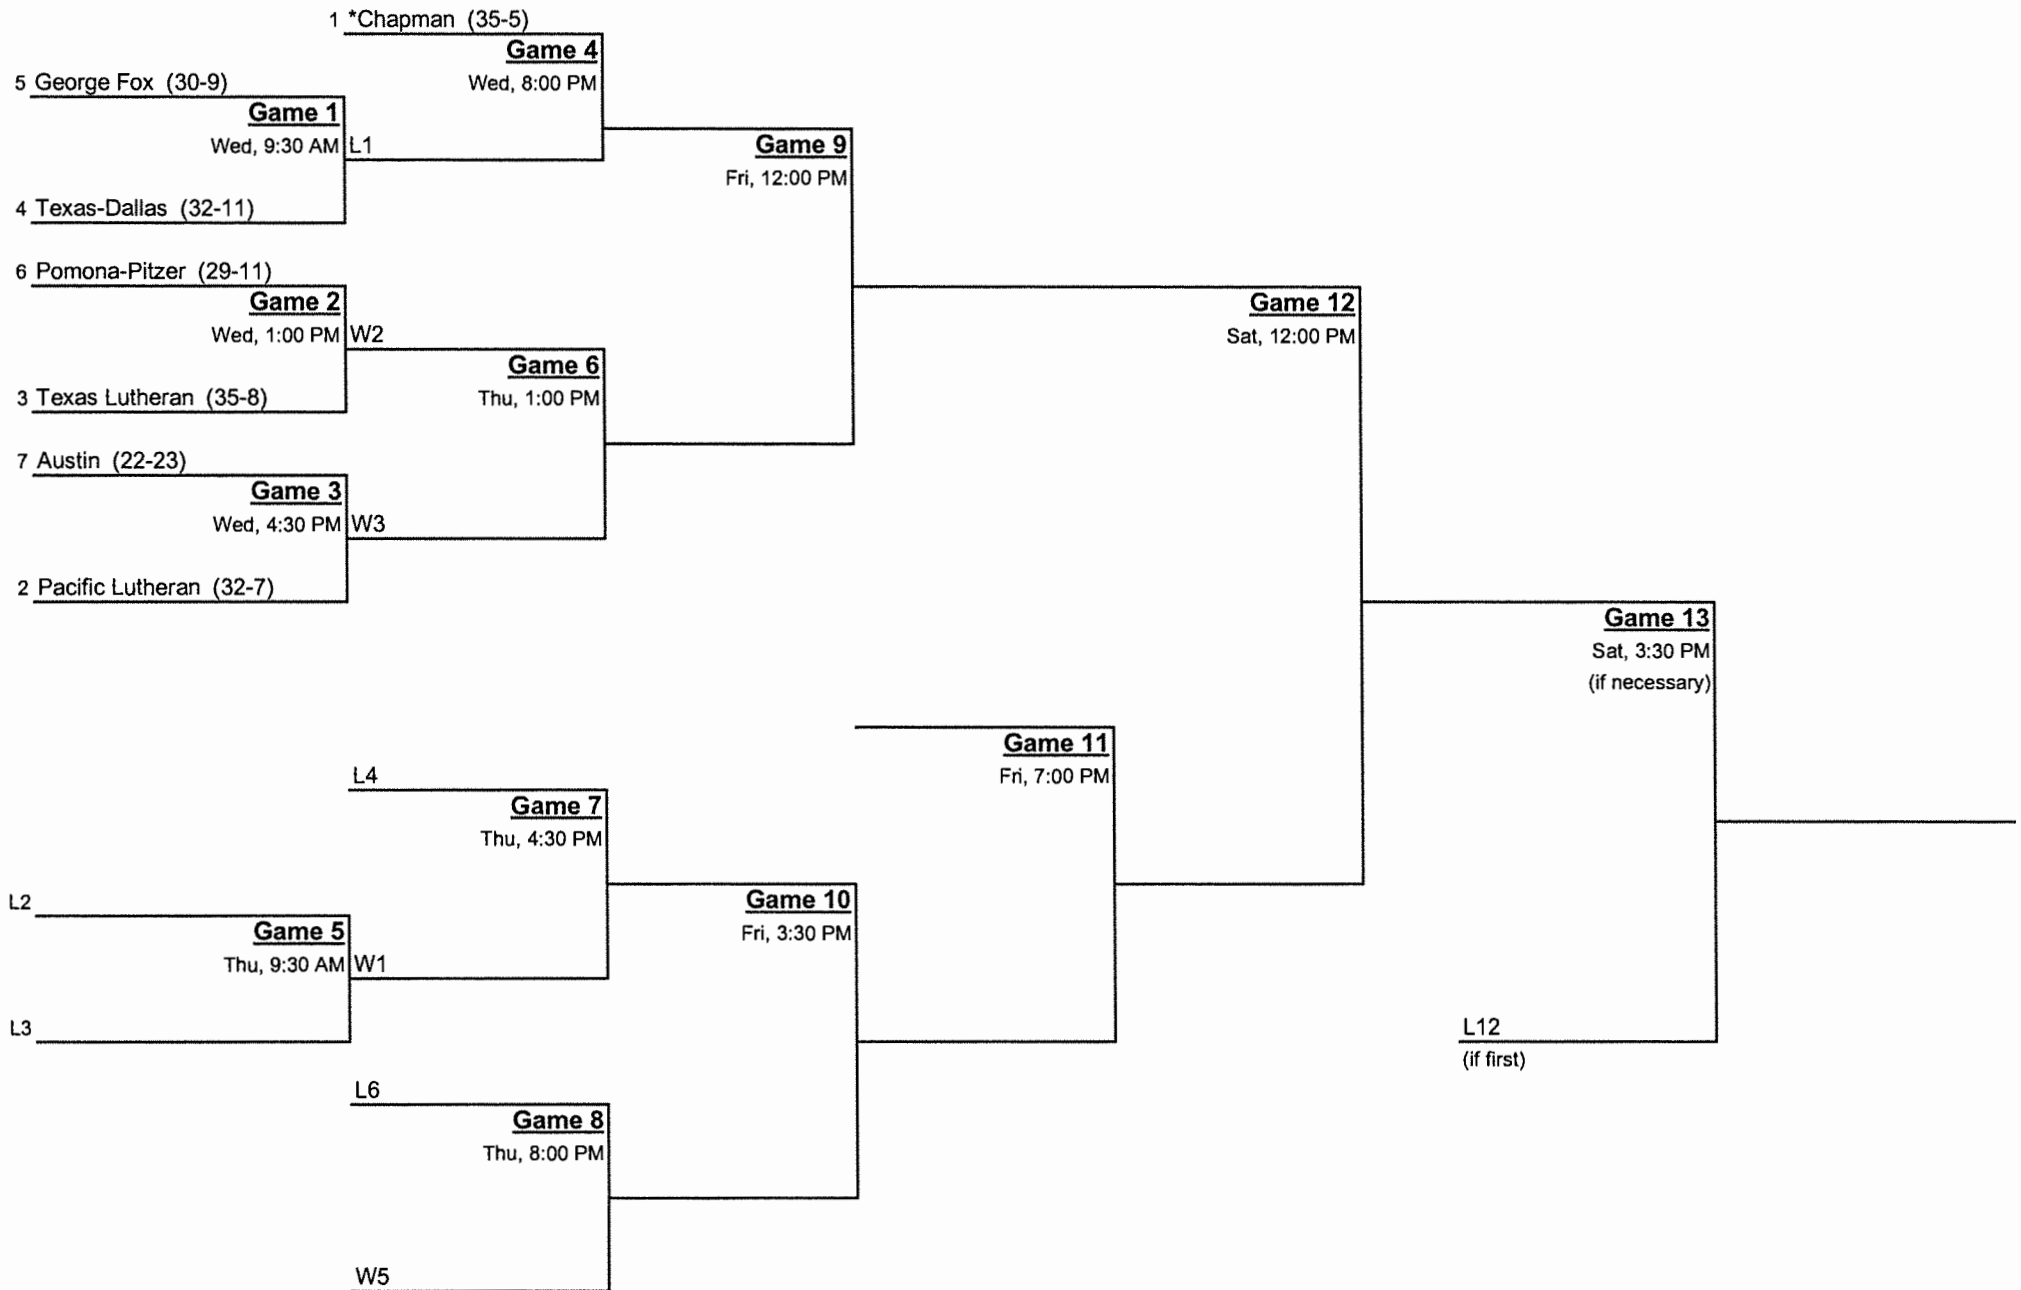 1 *Chapman (35-5)
Game 4
Wed, 8:00 PM
5 George Fox (30-9)
Game 1
Wed, 9:30 AM
L1
4 Texas-Dallas (32-11)
Game 9
Fri, 12:00 PM
6 Pomona-Pitzer (29-11)
Game 2
Wed, 1:00 PM
W2
3 Texas Lutheran (35-8)
Game 6
Thu, 1:00 PM
7 Austin (22-23)
Game 3
Wed, 4:30 PM
W3
2 Pacific Lutheran (32-7)
Game 12
Sat, 12:00 PM
Game 13
Sat, 3:30 PM
(if necessary)
Game 11
Fri, 7:00 PM
L4
Game 7
Thu, 4:30 PM
L2
Game 5
Thu, 9:30 AM
W1
L3
Game 10
Fri, 3:30 PM
L12
(if first)
L6
Game 8
Thu, 8:00 PM
W5